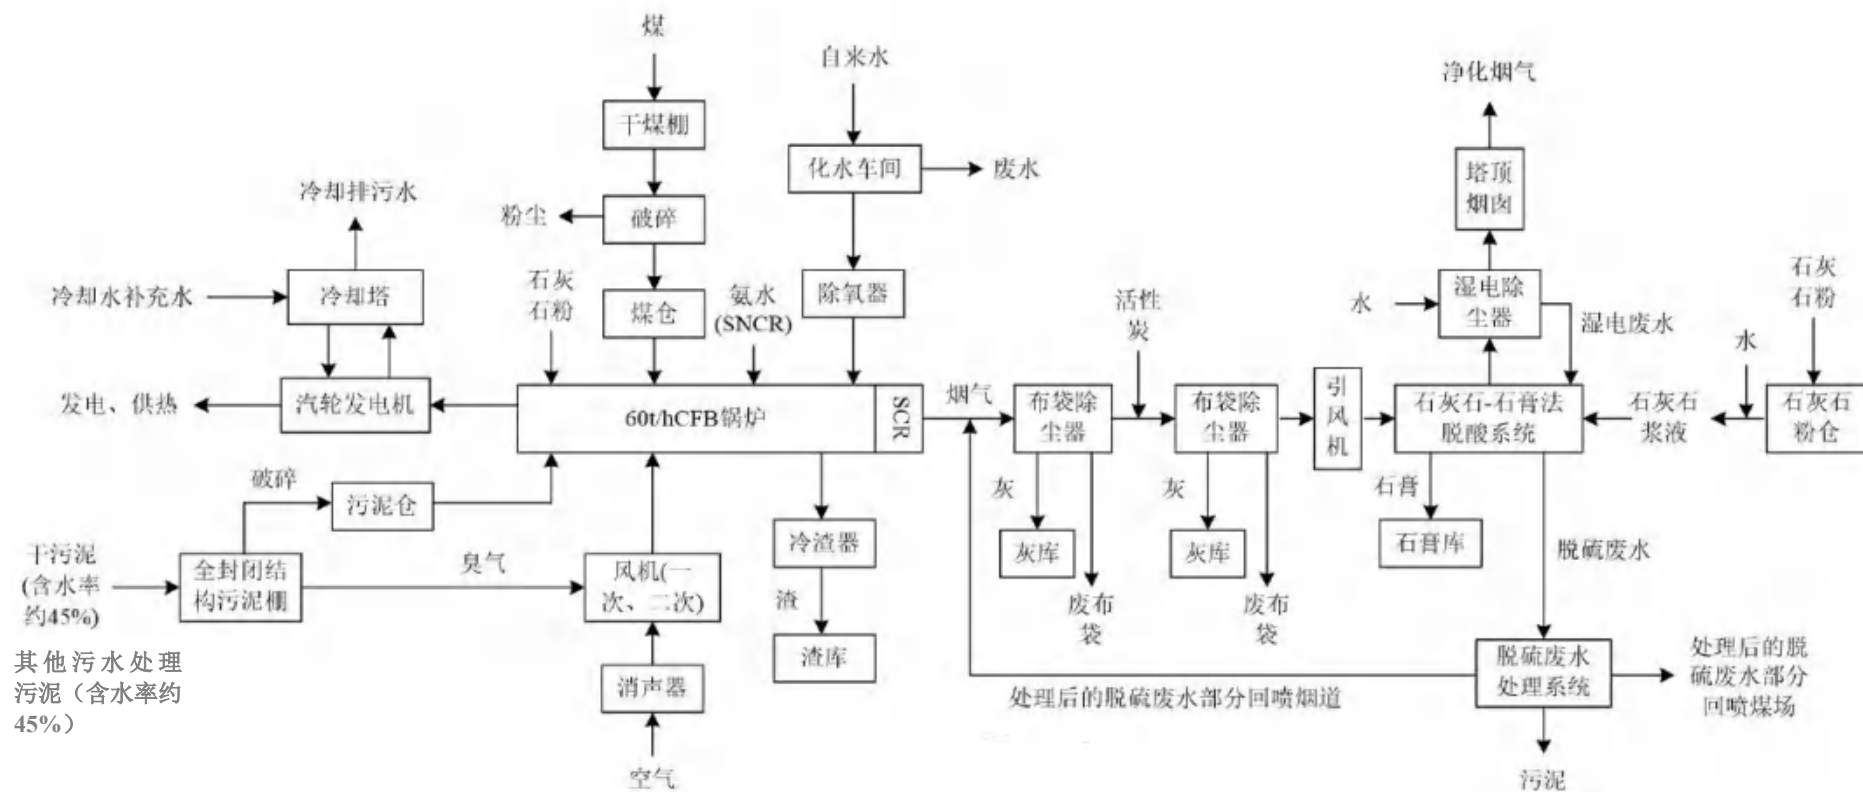 煤
干煤棚
粉尘
破碎
煤仓
石灰
石粉
氨水
(SNCR)
自来水
化水车间
废水
除氧器
冷却排污水
冷却水补充水
冷却塔
发电、供热
汽轮发电机
60t/hCFB锅炉
SCR
破碎
污泥仓
干污泥
(含水率
约45%)
全封闭结
构污泥棚
臭气
风机(一
次、二次)
消声器
空气
其他污水处理
污泥（含水率约
45%）
冷渣器
渣
渣库
烟气
布袋除
尘器
灰
灰库
废布
袋
活性
炭
布袋除
尘器
灰
灰库
废布
袋
引
风
机
净化烟气
塔顶
烟囱
水
湿电除
尘器
湿电废水
石灰石-石膏法
脱酸系统
石灰石
浆液
水
石灰
石粉
石灰石
粉仓
石膏
石膏库
脱硫废水
脱硫废水
处理系统
处理后的脱硫废水部分回喷烟道
处理后的脱
硫废水部分
回喷煤场
污泥